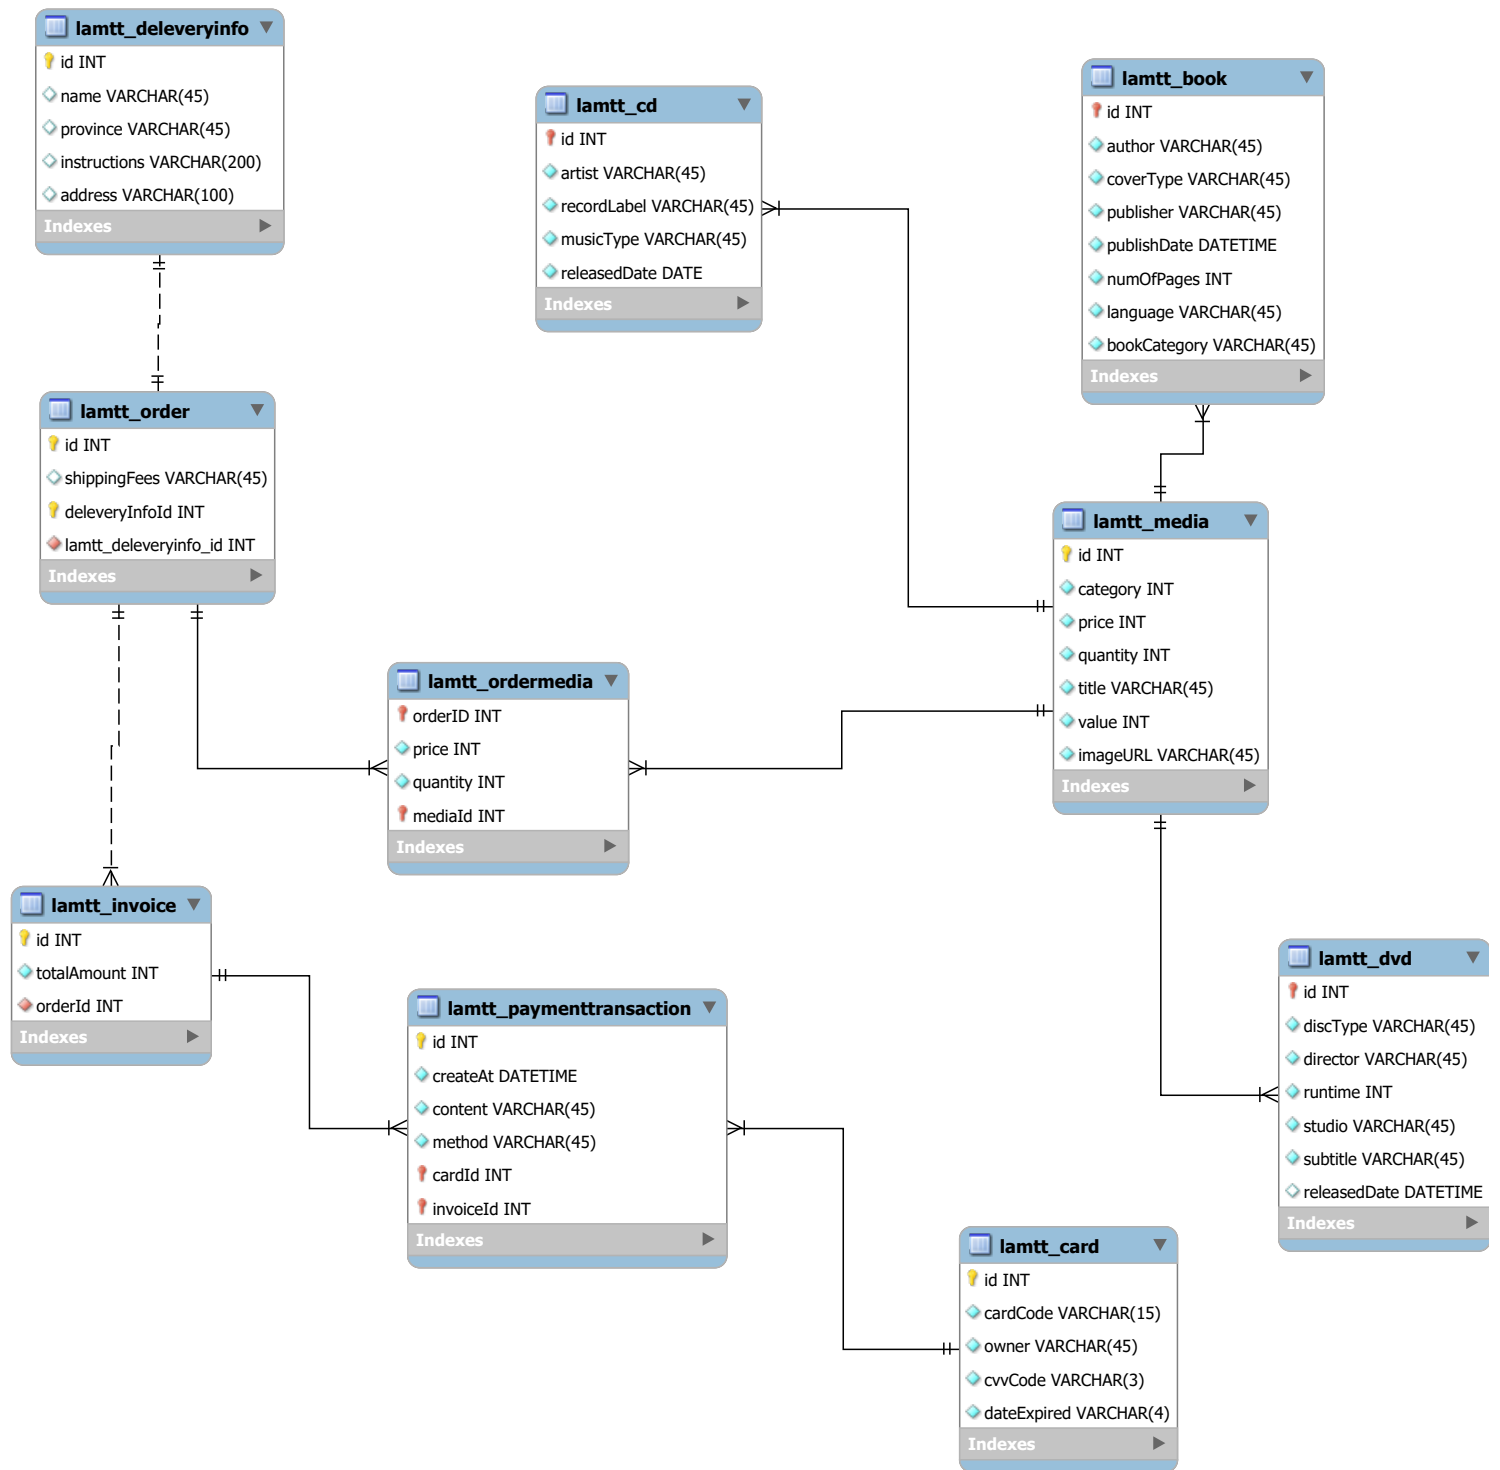 lamtt_deleveryinfo
id INT
name VARCHAR(45)
province VARCHAR(45)
instructions VARCHAR(200)
address VARCHAR(100)
Indexes
lamtt_cd
id INT
artist VARCHAR(45)
recordLabel VARCHAR(45)
musicType VARCHAR(45)
releasedDate DATE
Indexes
lamtt_book
id INT
author VARCHAR(45)
coverType VARCHAR(45)
publisher VARCHAR(45)
publishDate DATETIME
numOfPages INT
language VARCHAR(45)
bookCategory VARCHAR(45)
Indexes
lamtt_order
id INT
shippingFees VARCHAR(45)
deleveryInfoId INT
lamtt_deleveryinfo_id INT
Indexes
lamtt_media
id INT
category INT
price INT
quantity INT
title VARCHAR(45)
value INT
imageURL VARCHAR(45)
Indexes
lamtt_ordermedia
orderID INT
price INT
quantity INT
mediaId INT
Indexes
lamtt_invoice
id INT
totalAmount INT
orderId INT
Indexes
lamtt_paymenttransaction
id INT
createAt DATETIME
content VARCHAR(45)
method VARCHAR(45)
cardId INT
invoiceId INT
Indexes
lamtt_dvd
id INT
discType VARCHAR(45)
director VARCHAR(45)
runtime INT
studio VARCHAR(45)
subtitle VARCHAR(45)
releasedDate DATETIME
Indexes
lamtt_card
id INT
cardCode VARCHAR(15)
owner VARCHAR(45)
cvvCode VARCHAR(3)
dateExpired VARCHAR(4)
Indexes